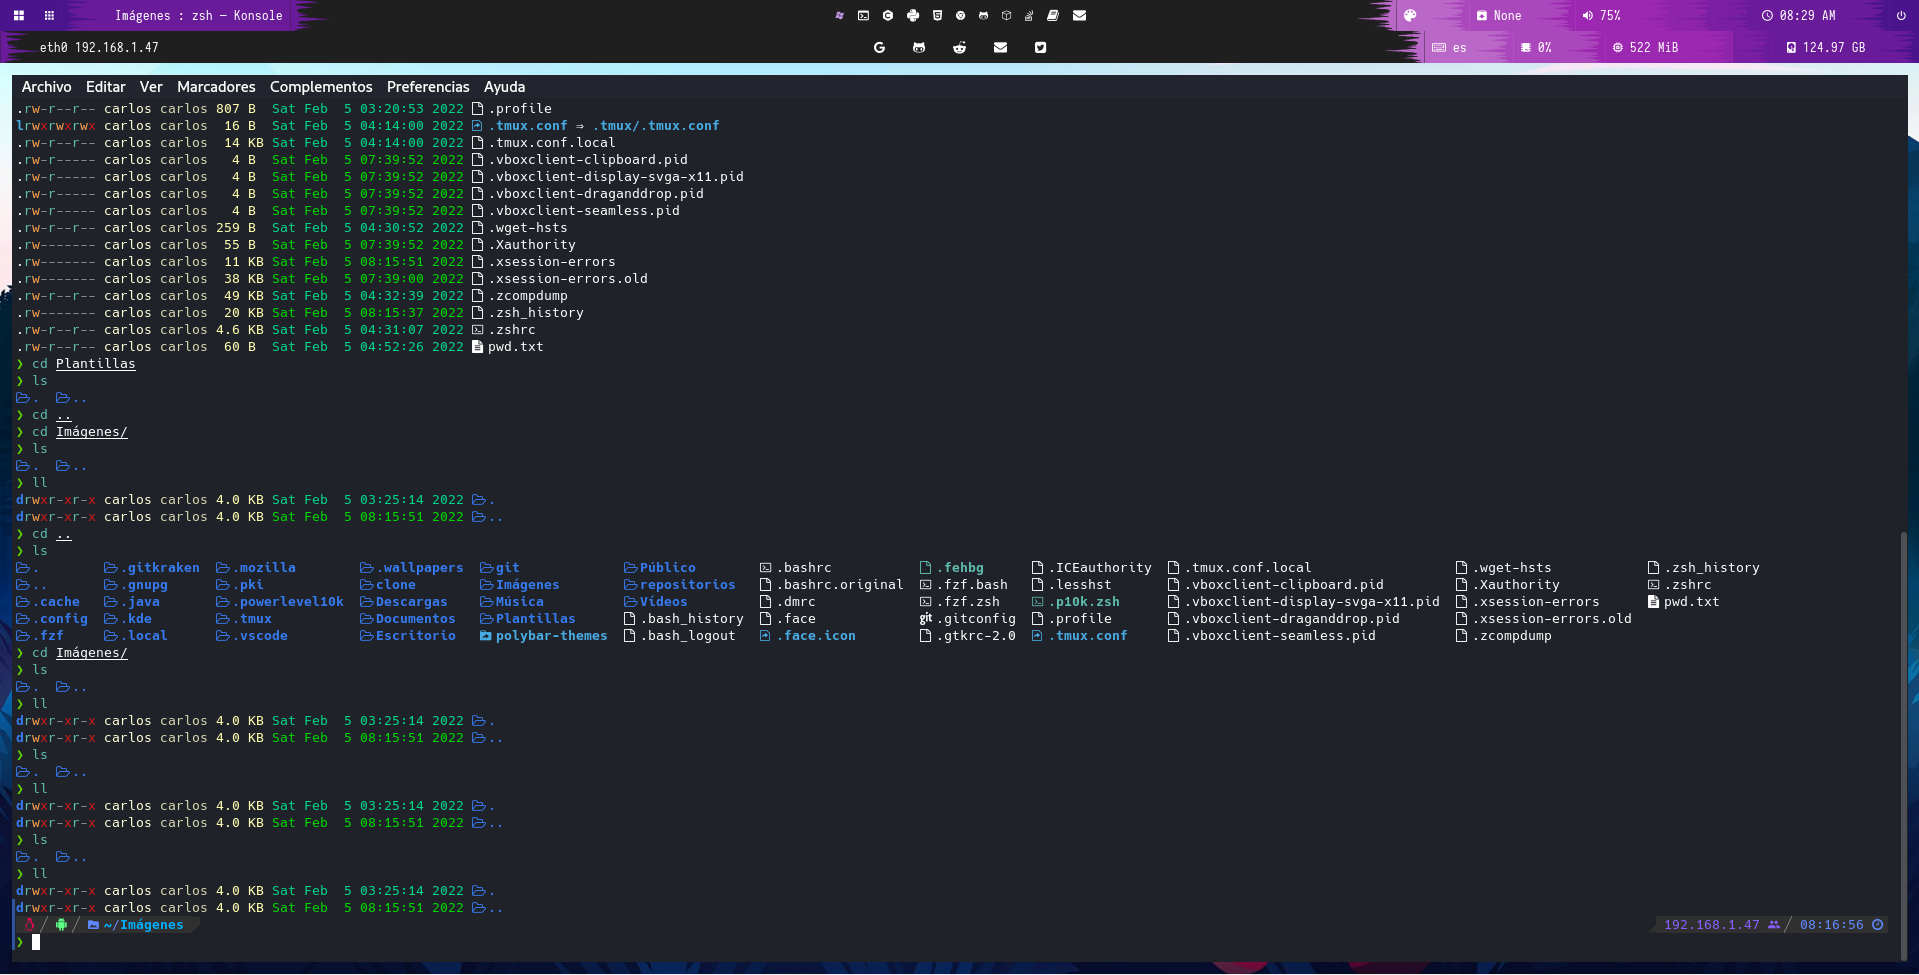 Imágenes : zsh — Konsole
None
75%
08:29 AM
eth0 192.168.1.47
es
0%
522 MiB
124.97 GB
Archivo Editar Ver Marcadores Complementos Preferencias Ayuda
.rw-r--r-- carlos carlos 807 B  Sat Feb  5 03:20:53 2022 .profile
lrwxrwxrwx carlos carlos  16 B  Sat Feb  5 04:14:00 2022 .tmux.conf ⇒ .tmux/.tmux.conf
.rw-r--r-- carlos carlos  14 KB Sat Feb  5 04:14:00 2022 .tmux.conf.local
.rw-r----- carlos carlos   4 B  Sat Feb  5 07:39:52 2022 .vboxclient-clipboard.pid
.rw-r----- carlos carlos   4 B  Sat Feb  5 07:39:52 2022 .vboxclient-display-svga-x11.pid
.rw-r----- carlos carlos   4 B  Sat Feb  5 07:39:52 2022 .vboxclient-draganddrop.pid
.rw-r----- carlos carlos   4 B  Sat Feb  5 07:39:52 2022 .vboxclient-seamless.pid
.rw-r--r-- carlos carlos 259 B  Sat Feb  5 04:30:52 2022 .wget-hsts
.rw------- carlos carlos  55 B  Sat Feb  5 07:39:52 2022 .Xauthority
.rw------- carlos carlos  11 KB Sat Feb  5 08:15:51 2022 .xsession-errors
.rw------- carlos carlos  38 KB Sat Feb  5 07:39:00 2022 .xsession-errors.old
.rw-r--r-- carlos carlos  49 KB Sat Feb  5 04:32:39 2022 .zcompdump
.rw------- carlos carlos  20 KB Sat Feb  5 08:15:37 2022 .zsh_history
.rw-r--r-- carlos carlos 4.6 KB Sat Feb  5 04:31:07 2022 .zshrc
.rw-r--r-- carlos carlos  60 B  Sat Feb  5 04:52:26 2022 pwd.txt
❯ cd Plantillas
❯ ls
. ..
❯ cd ..
❯ cd Imágenes/
❯ ls
. ..
❯ ll
drwxr-xr-x carlos carlos 4.0 KB Sat Feb  5 03:25:14 2022 .
drwxr-xr-x carlos carlos 4.0 KB Sat Feb  5 08:15:51 2022 ..
❯ cd ..
❯ ls
. .gitkraken .mozilla .wallpapers git Público .bashrc .fehbg .ICEauthority .tmux.conf.local .wget-hsts .zsh_history
.. .gnupg .pki clone Imágenes repositorios .bashrc.original .fzf.bash .lesshst .vboxclient-clipboard.pid .Xauthority .zshrc
.cache .java .powerlevel10k Descargas Música Vídeos .dmrc .fzf.zsh .p10k.zsh .vboxclient-display-svga-x11.pid .xsession-errors pwd.txt
.config .kde .tmux Documentos Plantillas .bash_history .face .gitconfig .profile .vboxclient-draganddrop.pid .xsession-errors.old
.fzf .local .vscode Escritorio polybar-themes .bash_logout .face.icon .gtkrc-2.0 .tmux.conf .vboxclient-seamless.pid .zcompdump
❯ cd Imágenes/
❯ ls
. ..
❯ ll
drwxr-xr-x carlos carlos 4.0 KB Sat Feb  5 03:25:14 2022 .
drwxr-xr-x carlos carlos 4.0 KB Sat Feb  5 08:15:51 2022 ..
❯ ls
. ..
❯ ll
drwxr-xr-x carlos carlos 4.0 KB Sat Feb  5 03:25:14 2022 .
drwxr-xr-x carlos carlos 4.0 KB Sat Feb  5 08:15:51 2022 ..
❯ ls
. ..
❯ ll
drwxr-xr-x carlos carlos 4.0 KB Sat Feb  5 03:25:14 2022 .
drwxr-xr-x carlos carlos 4.0 KB Sat Feb  5 08:15:51 2022 ..
/ / ~/Imágenes 192.168.1.47 / 08:16:56
❯